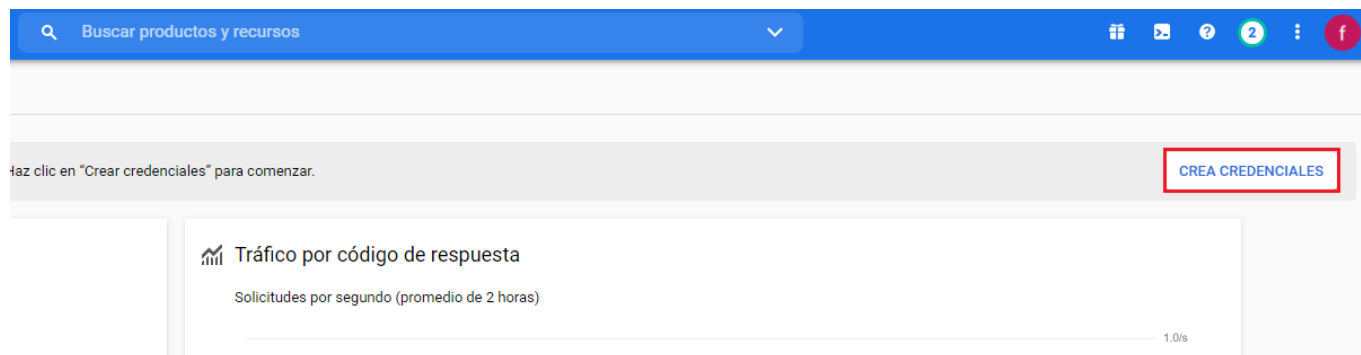 Buscar productos y recursos
2
f
Haz clic en “Crear credenciales” para comenzar.
CREA CREDENCIALES
Tráfico por código de respuesta
Solicitudes por segundo (promedio de 2 horas)
1.0/s